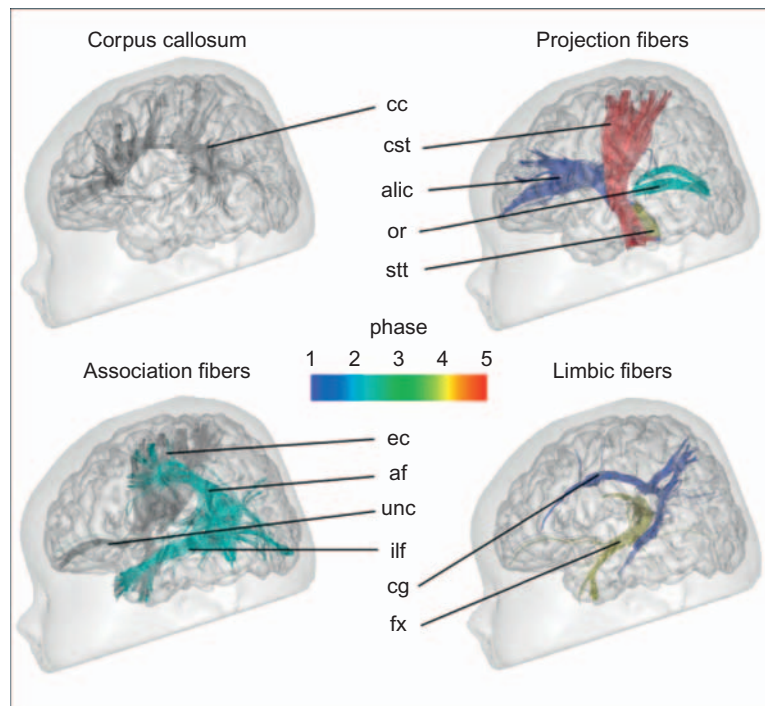 Corpus callosum
Projection fibers
cc
cst
alic
or
stt
phase
1 2 3 4 5
Association fibers
Limbic fibers
ec
af
unc
ilf
cg
fx